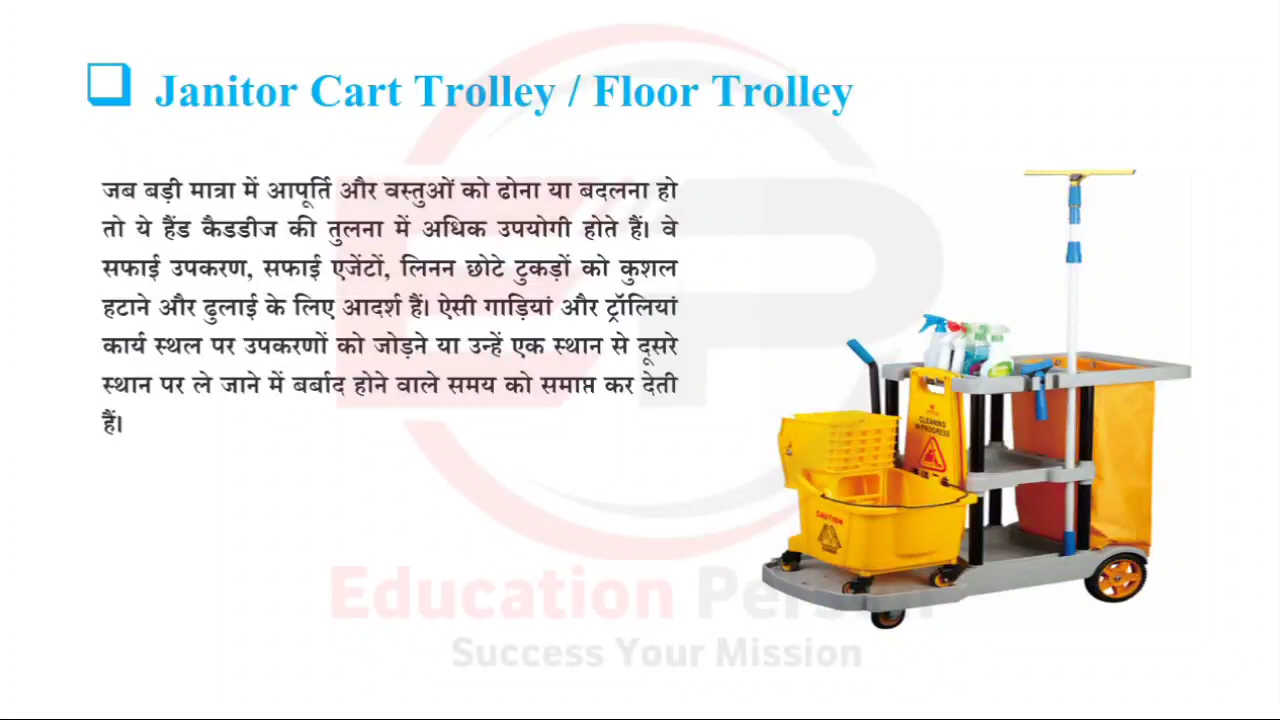 Janitor Cart Trolley / Floor Trolley
जब बड़ी मात्रा में आपूर्ति और वस्तुओं को ढोना या बदलना हो
तो ये हैंड कैडडीज की तुलना में अधिक उपयोगी होते हैं। वे
सफाई उपकरण, सफाई एजेंटों, लिनन छोटे टुकड़ों को कुशल
हटाने और ढुलाई के लिए आदर्श हैं। ऐसी गाड़ियां और ट्रॉलियां
कार्य स्थल पर उपकरणों को जोड़ने या उन्हें एक स्थान से दूसरे
स्थान पर ले जाने में बर्बाद होने वाले समय को समाप्त कर देती
हैं।
CLEANING
IN PROGRESS
CAUTION
Education Person
Success Your Mission